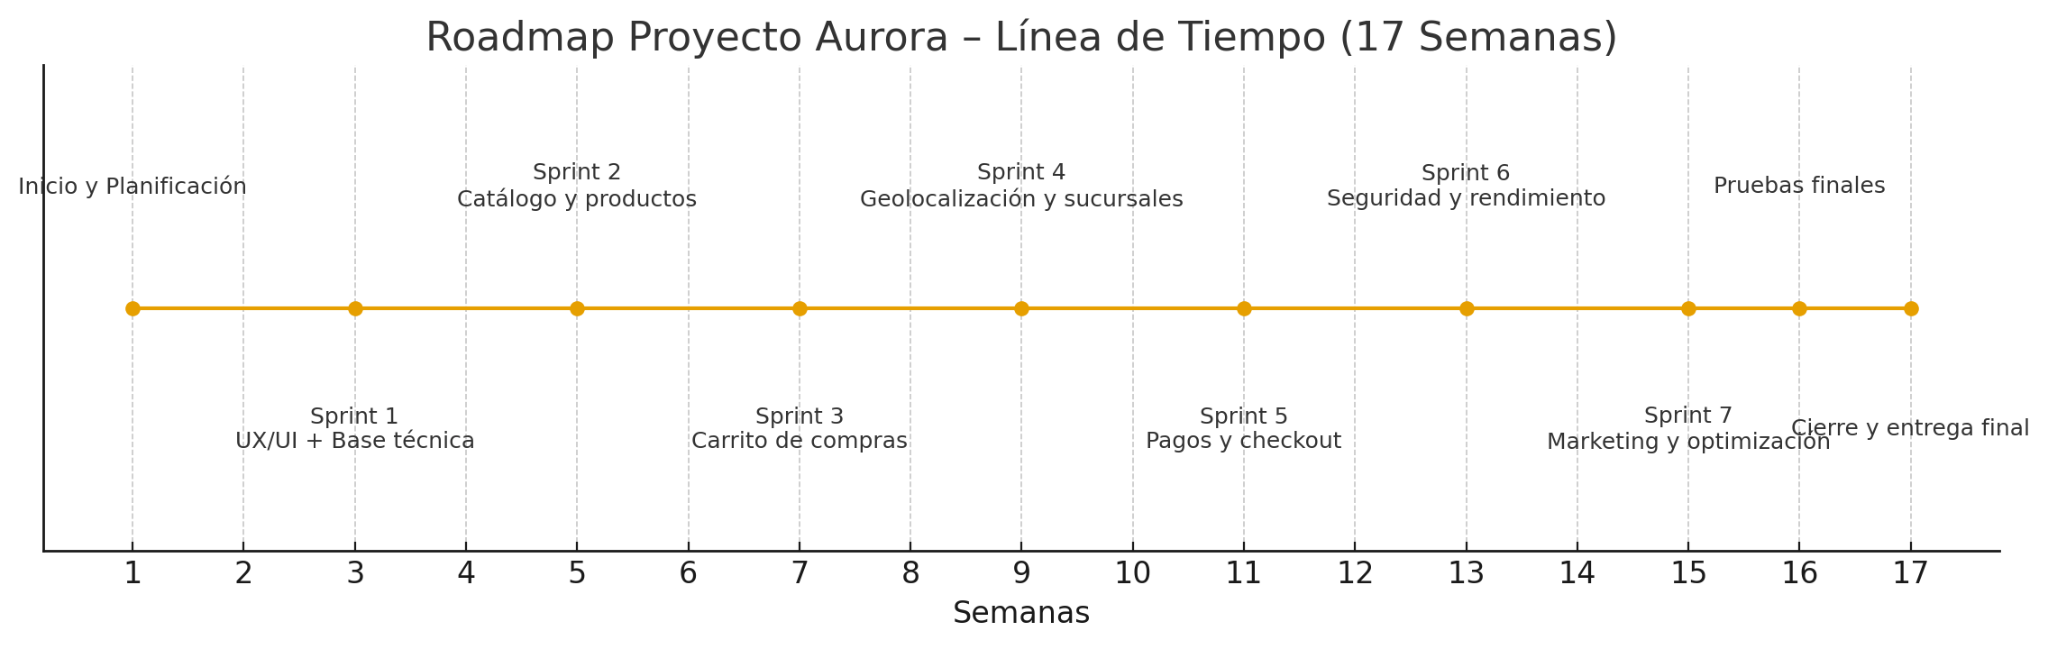 Roadmap Proyecto Aurora – Línea de Tiempo (17 Semanas)
Inicio y Planificación
Sprint 2
Catálogo y productos
Sprint 4
Geolocalización y sucursales
Sprint 6
Seguridad y rendimiento
Pruebas finales
Sprint 1
UX/UI + Base técnica
Sprint 3
Carrito de compras
Sprint 5
Pagos y checkout
Sprint 7
Marketing y optimización
Cierre y entrega final
1 2 3 4 5 6 7 8 9 10 11 12 13 14 15 16 17
Semanas